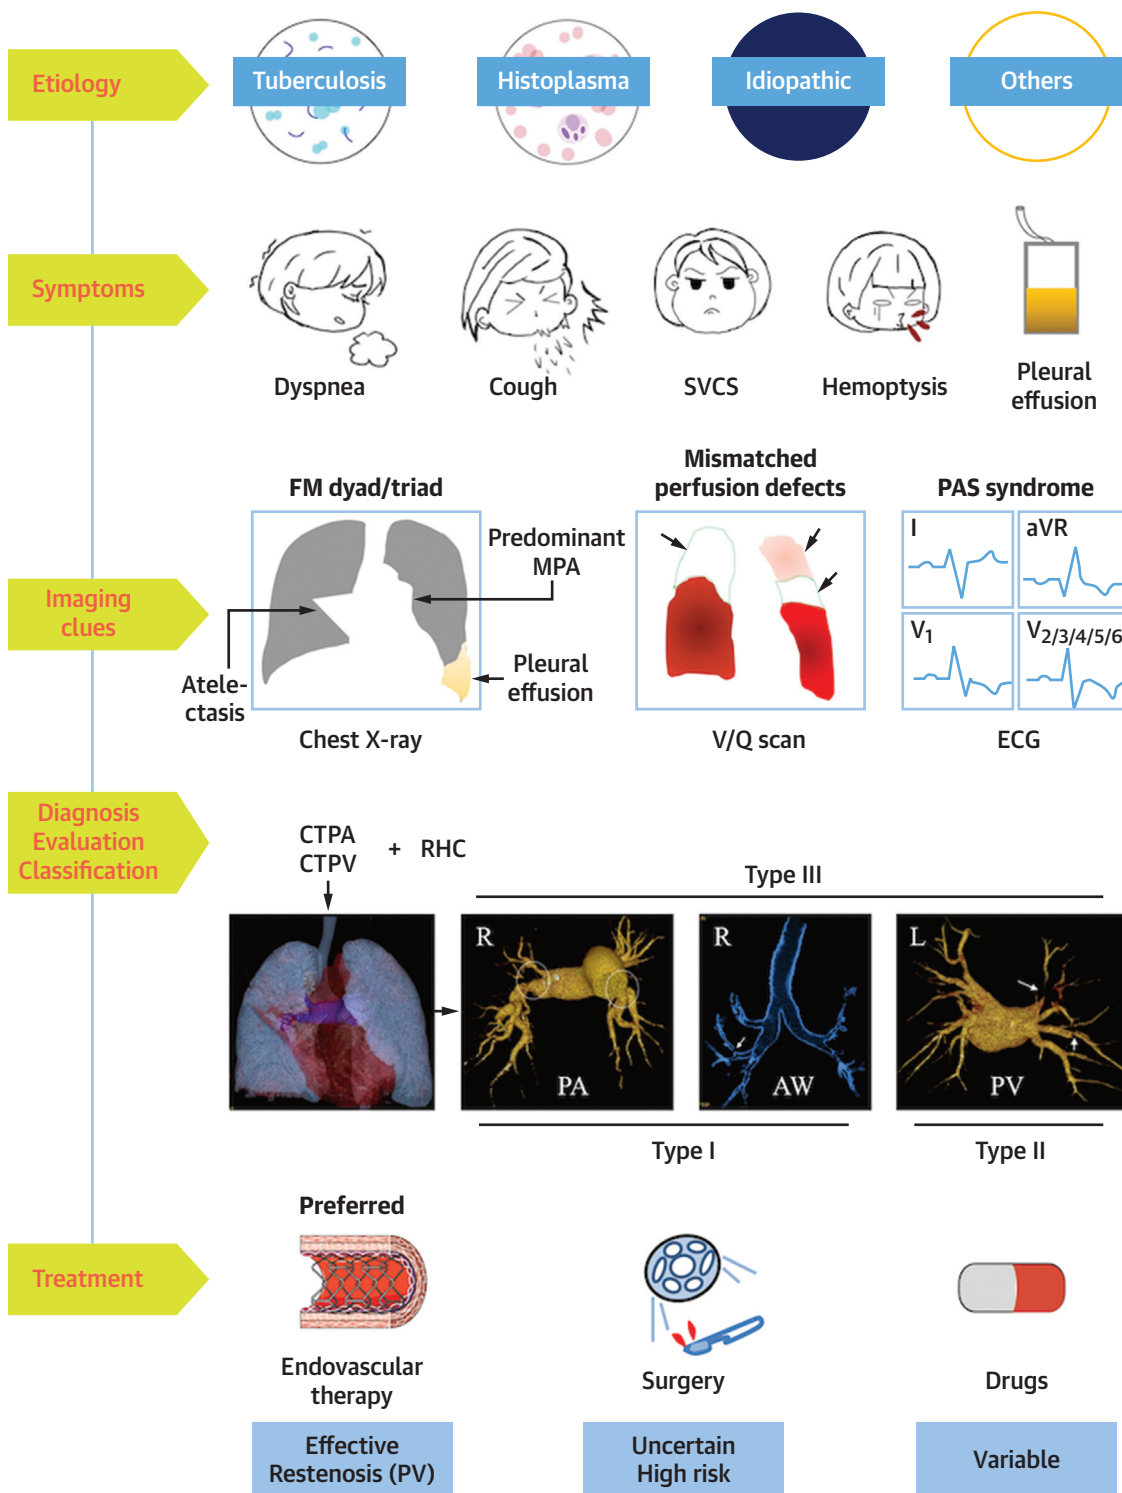 Etiology
Tuberculosis
Histoplasma
Idiopathic
Others
Symptoms
Dyspnea
Cough
SVCS
Hemoptysis
Pleural
effusion
Imaging
clues
FM dyad/triad
Predominant
MPA
Atele-
ctasis
Pleural
effusion
Chest X-ray
Mismatched
perfusion defects
V/Q scan
PAS syndrome
I
aVR
V1
V2/3/4/5/6
ECG
Diagnosis
Evaluation
Classification
CTPA
CTPV
+ RHC
Type III
R
PA
R
AW
L
PV
Type I
Type II
Treatment
Preferred
Endovascular
therapy
Effective
Restenosis (PV)
Surgery
Uncertain
High risk
Drugs
Variable